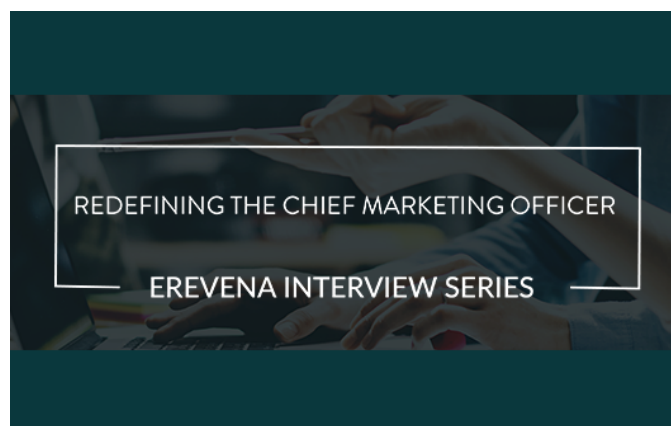 REDEFINING THE CHIEF MARKETING OFFICER
EREVENA INTERVIEW SERIES